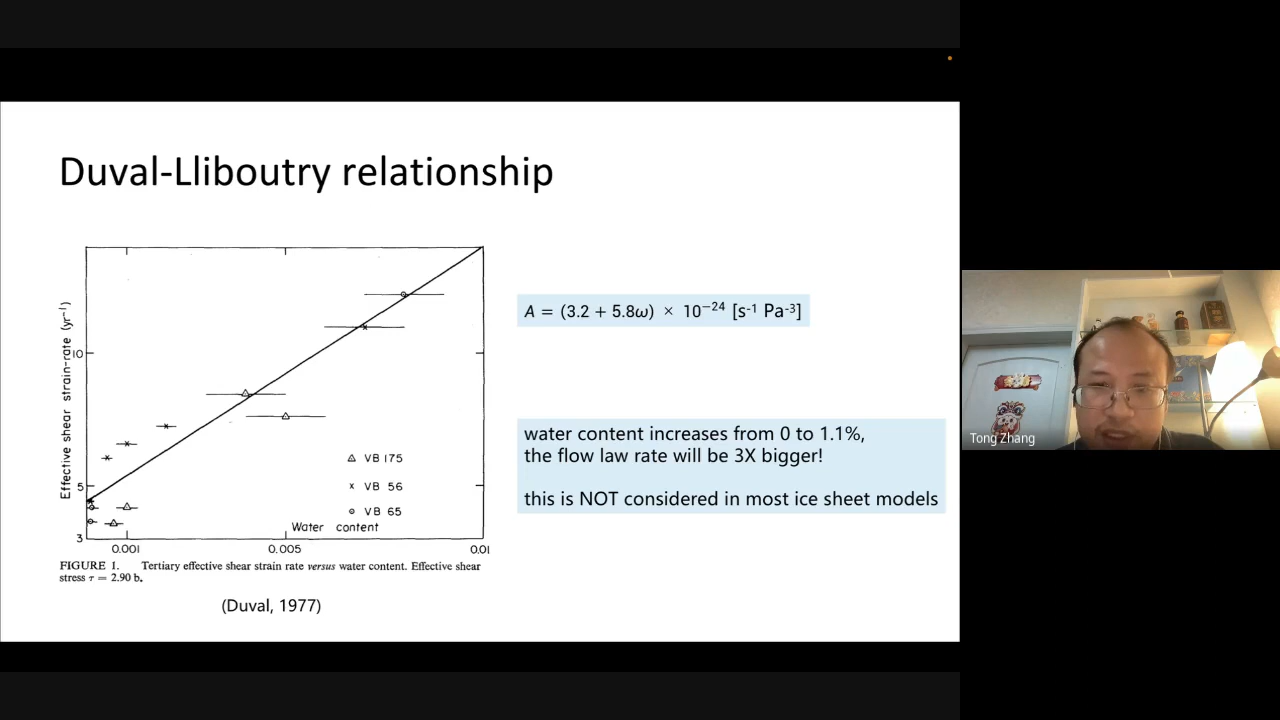 Duval-Lliboutry relationship
Effective shear strain-rate (yr⁻¹)
10
5
3
VB 175
VB 56
VB 65
Water content
0.001
0.005
0.01
FIGURE 1. Tertiary effective shear strain rate versus water content. Effective shear
stress τ = 2.90 b.
(Duval, 1977)
A = (3.2 + 5.8ω) × 10⁻²⁴ [s⁻¹ Pa⁻³]
water content increases from 0 to 1.1%,
the flow law rate will be 3X bigger!
this is NOT considered in most ice sheet models
Tong Zhang